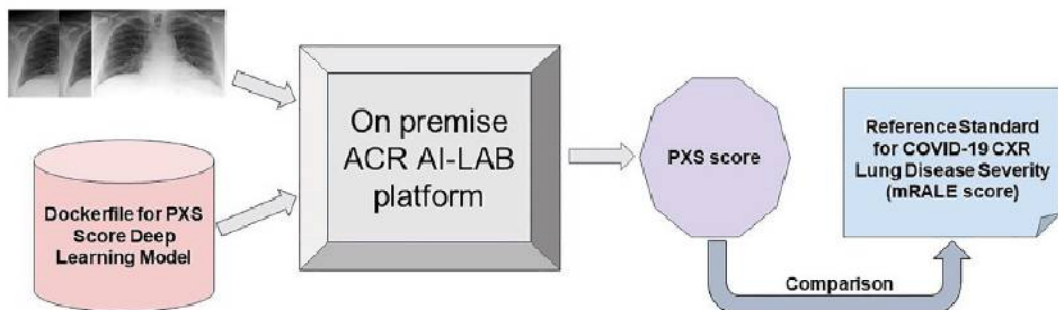 On premise
ACR AI-LAB
platform
Dockerfile for PXS
Score Deep
Learning Model
PXS score
Reference Standard
for COVID-19 CXR
Lung Disease Severity
(mRALE score)
Comparison